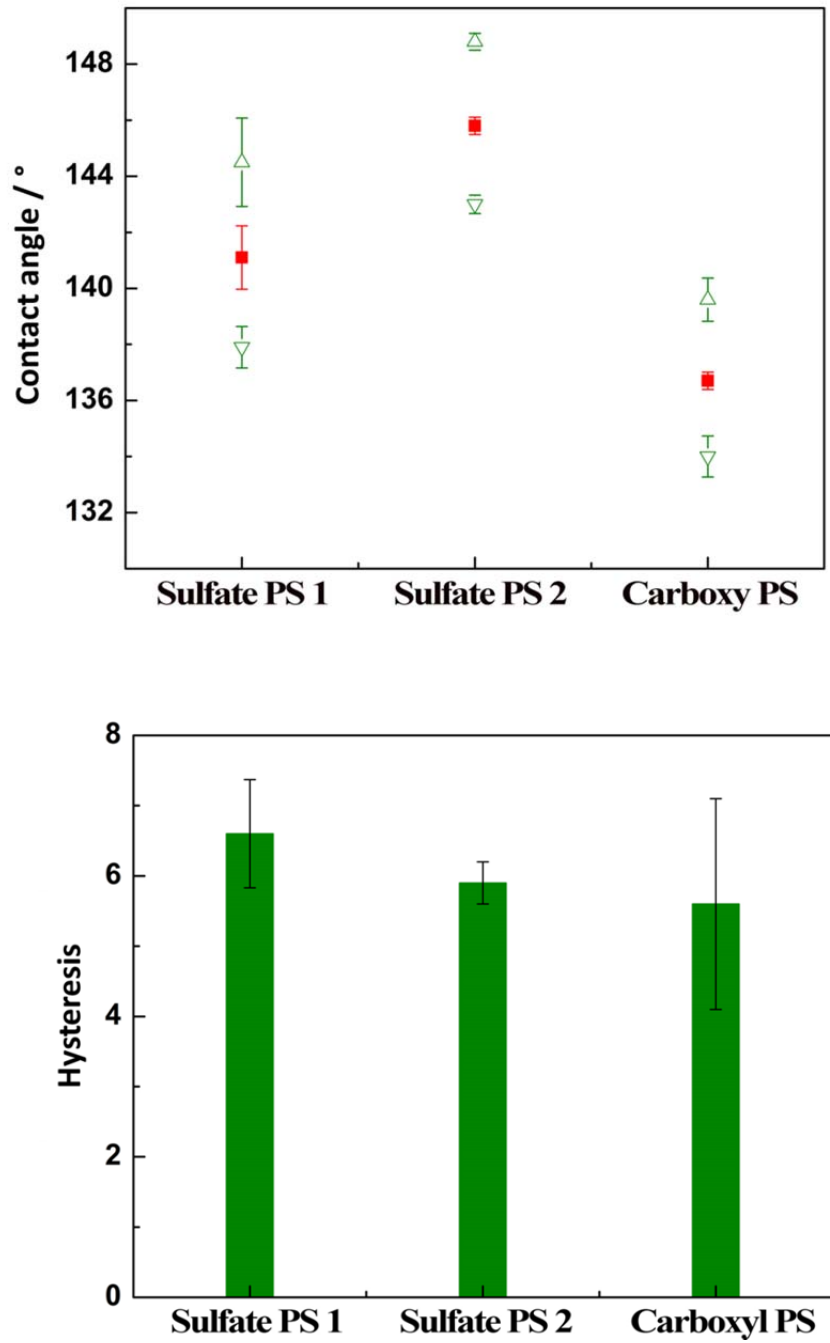 148
144
140
136
132
Contact angle / °
Sulfate PS 1 Sulfate PS 2 Carboxy PS
8
6
4
2
0
Hysteresis
Sulfate PS 1 Sulfate PS 2 Carboxyl PS